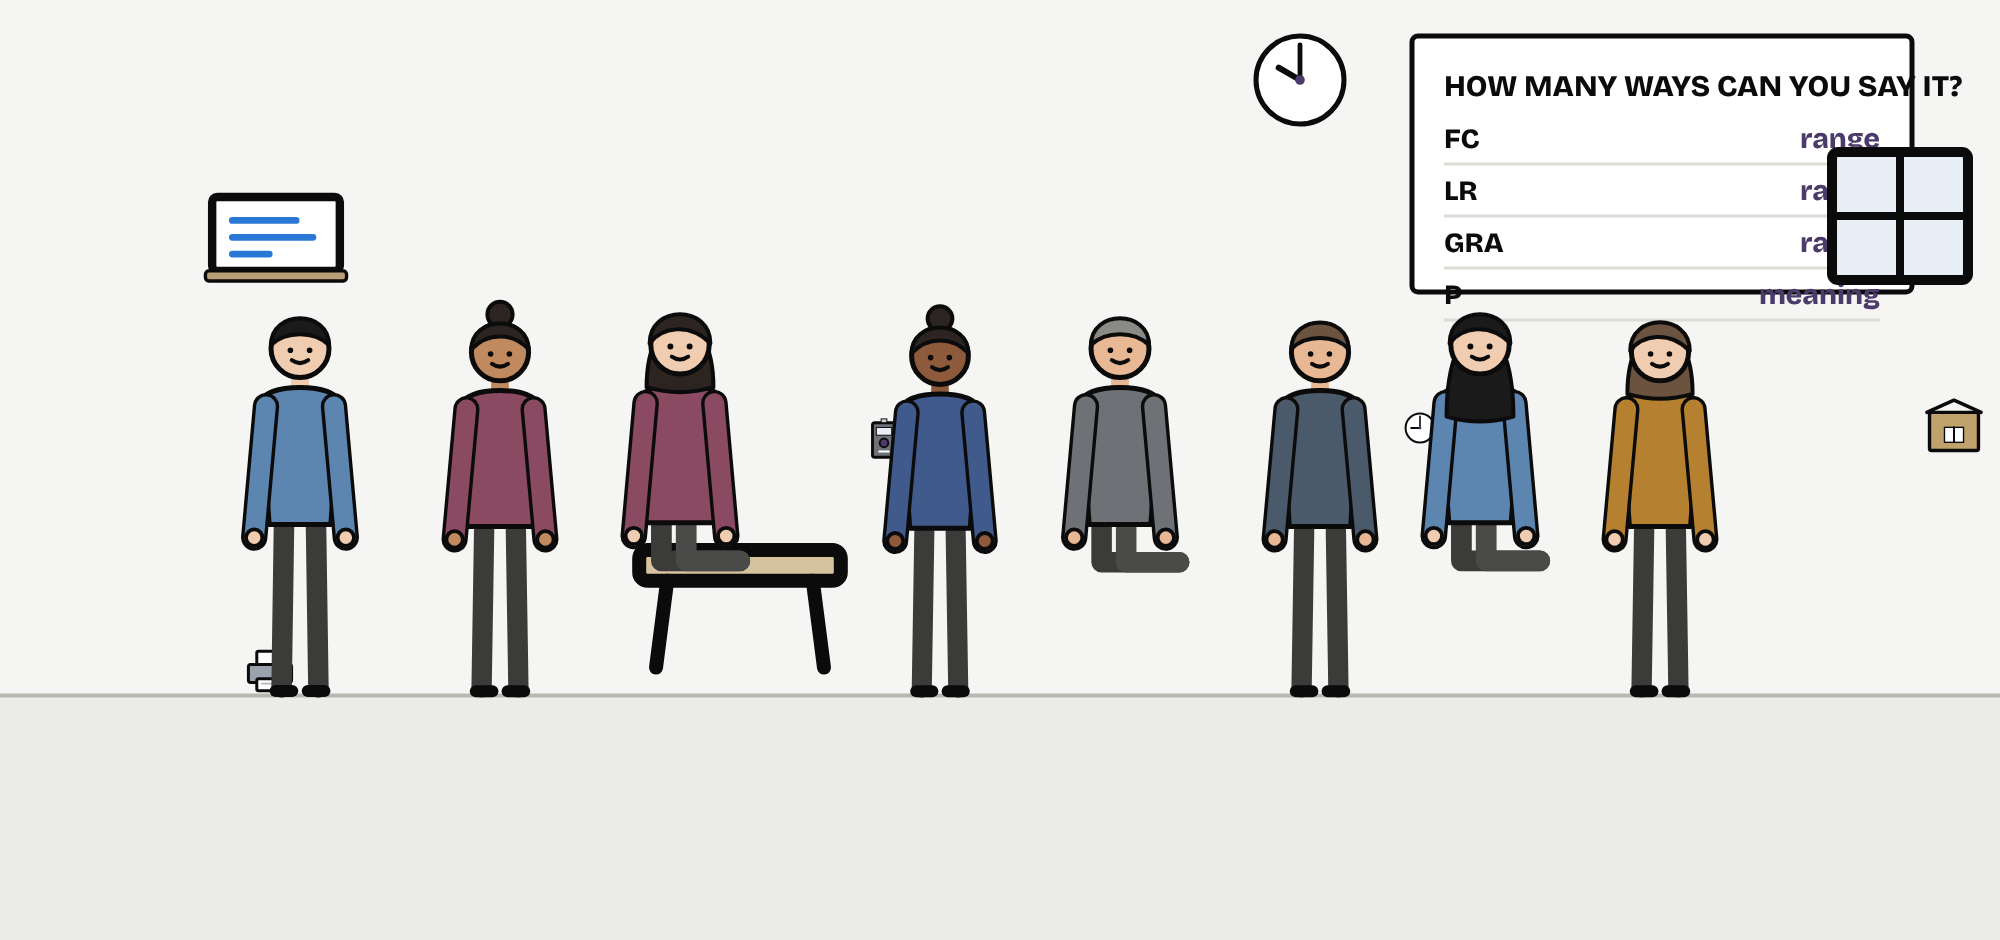 HOW MANY WAYS CAN YOU SAY IT?
FC range
LR
GRA
P meaning